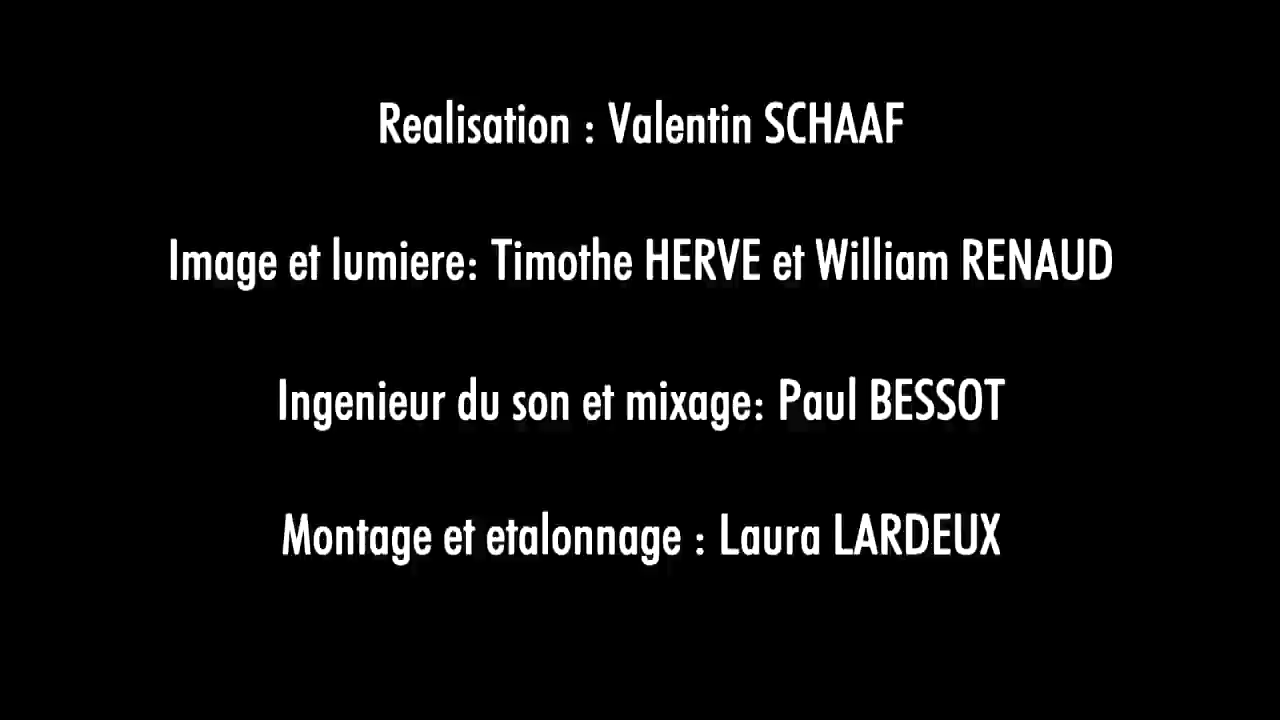 Realisation : Valentin SCHAAF
Image et lumiere: Timothe HERVE et William RENAUD
Ingenieur du son et mixage: Paul BESSOT
Montage et etalonnage : Laura LARDEUX